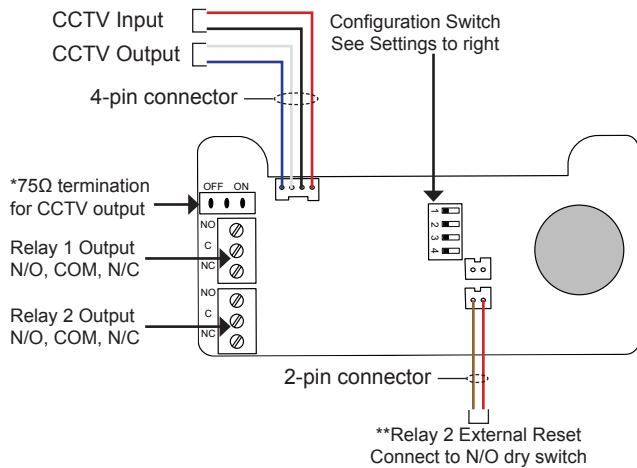 CCTV Input
CCTV Output
4-pin connector
Configuration Switch
See Settings to right
*75Ω termination
for CCTV output
OFF ON
1
2
3
4
Relay 1 Output
N/O, COM, N/C
NO
C
NC
Relay 2 Output
N/O, COM, N/C
NO
C
NC
2-pin connector
**Relay 2 External Reset
Connect to N/O dry switch